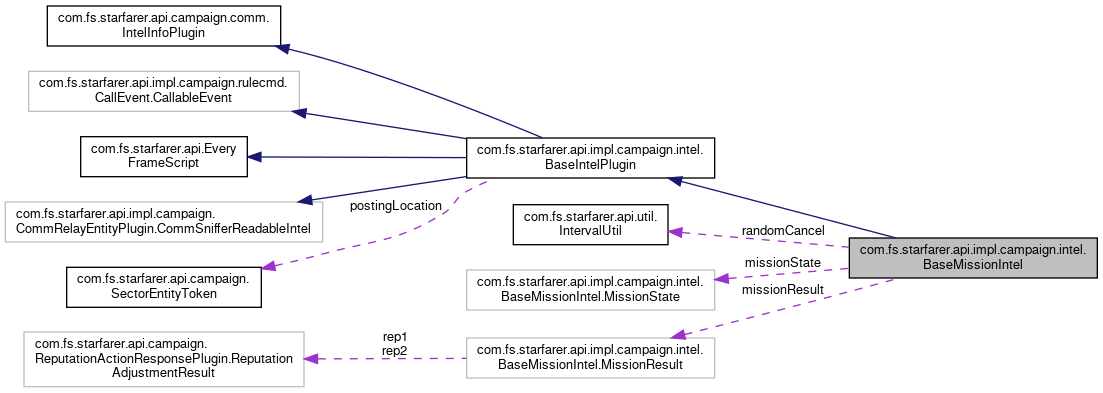 com.fs.starfarer.api.campaign.comm.
IntelInfoPlugin
com.fs.starfarer.api.impl.campaign.rulecmd.
CallEvent.CallableEvent
com.fs.starfarer.api.Every
FrameScript
com.fs.starfarer.api.impl.campaign.
CommRelayEntityPlugin.CommSnifferReadableIntel
com.fs.starfarer.api.campaign.
SectorEntityToken
com.fs.starfarer.api.campaign.
ReputationActionResponsePlugin.Reputation
AdjustmentResult
com.fs.starfarer.api.impl.campaign.intel.
BaseIntelPlugin
postingLocation
com.fs.starfarer.api.util.
IntervalUtil
com.fs.starfarer.api.impl.campaign.intel.
BaseMissionIntel.MissionState
com.fs.starfarer.api.impl.campaign.intel.
BaseMissionIntel.MissionResult
rep1
rep2
randomCancel
missionState
missionResult
com.fs.starfarer.api.impl.campaign.intel.
BaseMissionIntel